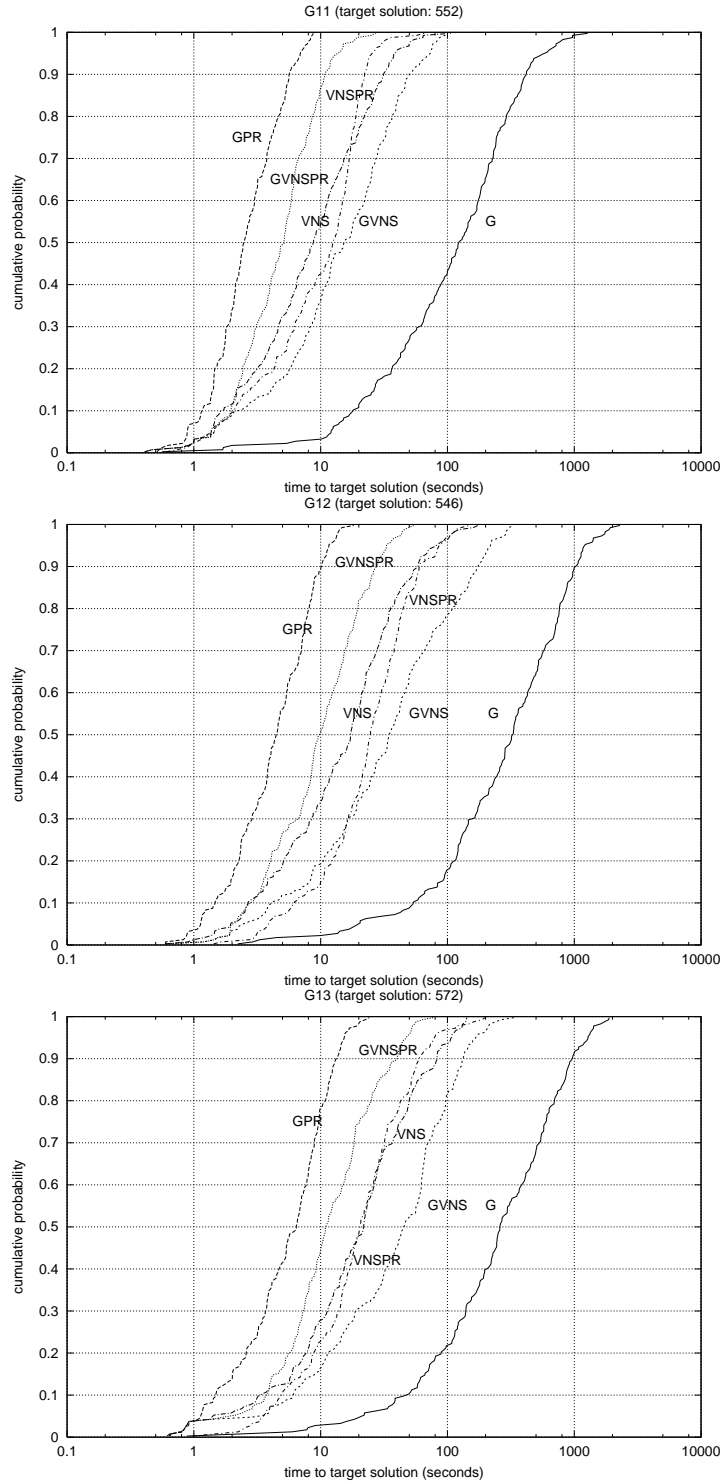 G11 (target solution: 552)
1
0.9
VNSPR
0.8
GPR
0.7
GVNSPR
0.6
VNS
GVNS
G
0.5
cumulative probability
0.4
0.3
0.2
0.1
0
0.1
1
10
100
1000
10000
time to target solution (seconds)
G12 (target solution: 546)
1
GVNSPR
0.9
VNSPR
0.8
GPR
0.7
0.6
VNS
GVNS
G
0.5
cumulative probability
0.4
0.3
0.2
0.1
0
0.1
1
10
100
1000
10000
time to target solution (seconds)
G13 (target solution: 572)
1
GVNSPR
0.9
0.8
GPR
VNS
0.7
0.6
GVNS
G
0.5
cumulative probability
VNSPR
0.4
0.3
0.2
0.1
0
0.1
1
10
100
1000
10000
time to target solution (seconds)